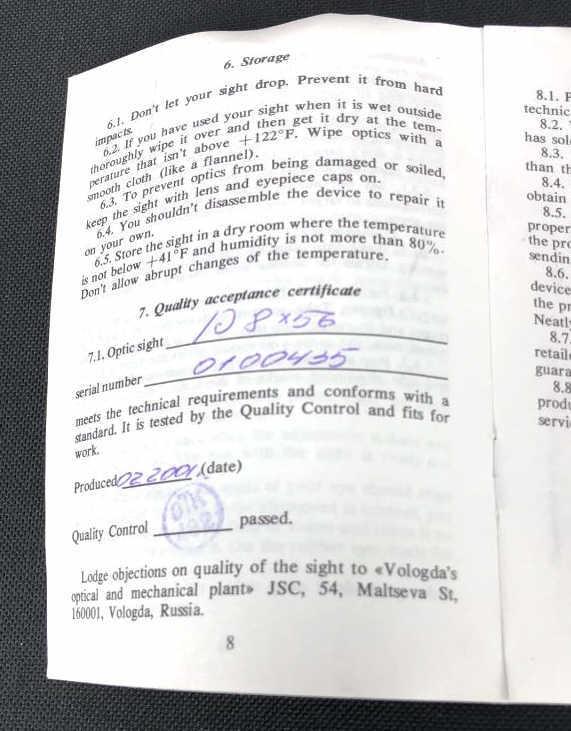 6. Storage
6.1. Don't let your sight drop. Prevent it from hard
impacts.
6.2. If you have used your sight when it is wet outside
thoroughly wipe it over and then get it dry at the tem-
perature that isn't above +122°F. Wipe optics with a
smooth cloth (like a flannel).
6.3. To prevent optics from being damaged or soiled,
keep the sight with lens and eyepiece caps on.
6.4. You shouldn't disassemble the device to repair it
on your own.
6.5. Store the sight in a dry room where the temperature
is not below +41°F and humidity is not more than 80%.
Don't allow abrupt changes of the temperature.
7. Quality acceptance certificate
7.1. Optic sight 8x56
serial number 0100435
meets the technical requirements and conforms with a
standard. It is tested by the Quality Control and fits for
work.
Produced 02 2001 (date)
ОТК
Quality Control passed.
Lodge objections on quality of the sight to «Vologda's
optical and mechanical plant» JSC, 54, Maltseva St,
160001, Vologda, Russia.
8
8.1.
technic
8.2.
has sol
8.3.
than th
8.4.
obtain
8.5.
proper
the pro
sendin
8.6.
device
the pr
Neatl
8.7
retail
guara
8.8
produ
servi